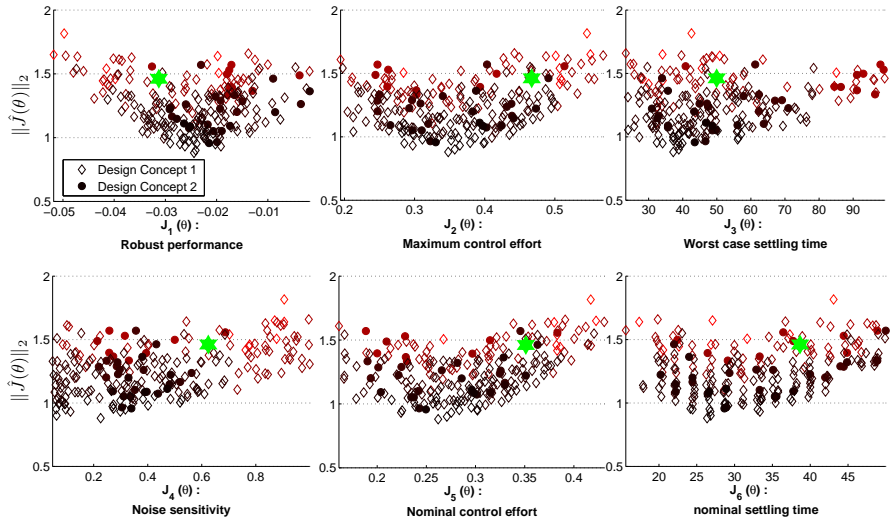 ‖Ĵ(θ)‖₂
2
1.5
1
0.5
◇ Design Concept 1
● Design Concept 2
−0.05 −0.04 −0.03 −0.02 −0.01
J₁ (θ) :
Robust performance
2
1.5
1
0.5
0.2 0.3 0.4 0.5
J₂ (θ) :
Maximum control effort
2
1.5
1
0.5
30 40 50 60 70 80 90
J₃ (θ) :
Worst case settling time
‖Ĵ(θ)‖₂
2
1.5
1
0.5
0.2 0.4 0.6 0.8
J₄ (θ) :
Noise sensitivity
2
1.5
1
0.5
0.2 0.25 0.3 0.35 0.4
J₅ (θ) :
Nominal control effort
2
1.5
1
0.5
20 25 30 35 40 45
J₆ (θ) :
nominal settling time